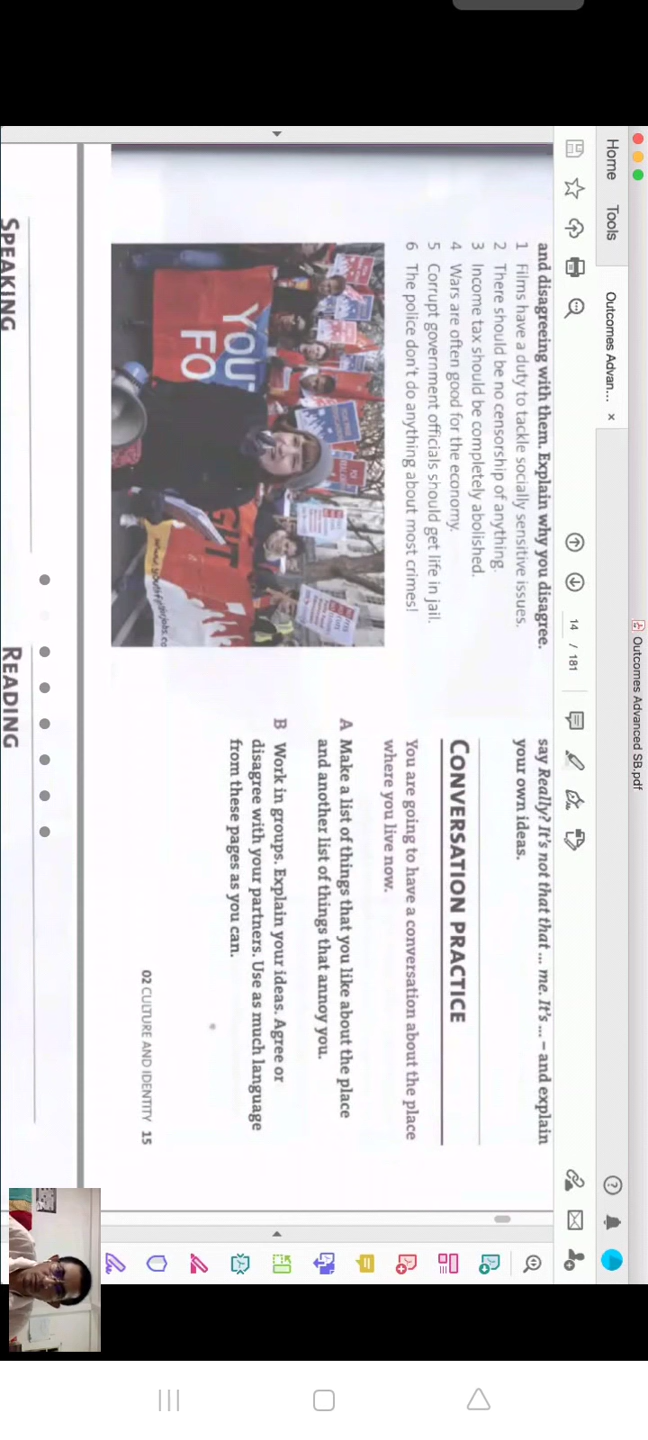 Outcomes Advanced SB.pdf
Home Tools Outcomes Advan... ×
14 / 181
and disagreeing with them. Explain why you disagree.
1 Films have a duty to tackle socially sensitive issues.
2 There should be no censorship of anything.
3 Income tax should be completely abolished.
4 Wars are often good for the economy.
5 Corrupt government officials should get life in jail.
6 The police don't do anything about most crimes!
YOU
FO
say Really? It's not that that ... me. It's ... – and explain
your own ideas.
CONVERSATION PRACTICE
You are going to have a conversation about the place
where you live now.
A Make a list of things that you like about the place
and another list of things that annoy you.
B Work in groups. Explain your ideas. Agree or
disagree with your partners. Use as much language
from these pages as you can.
02 CULTURE AND IDENTITY 15
SPEAKING
READING